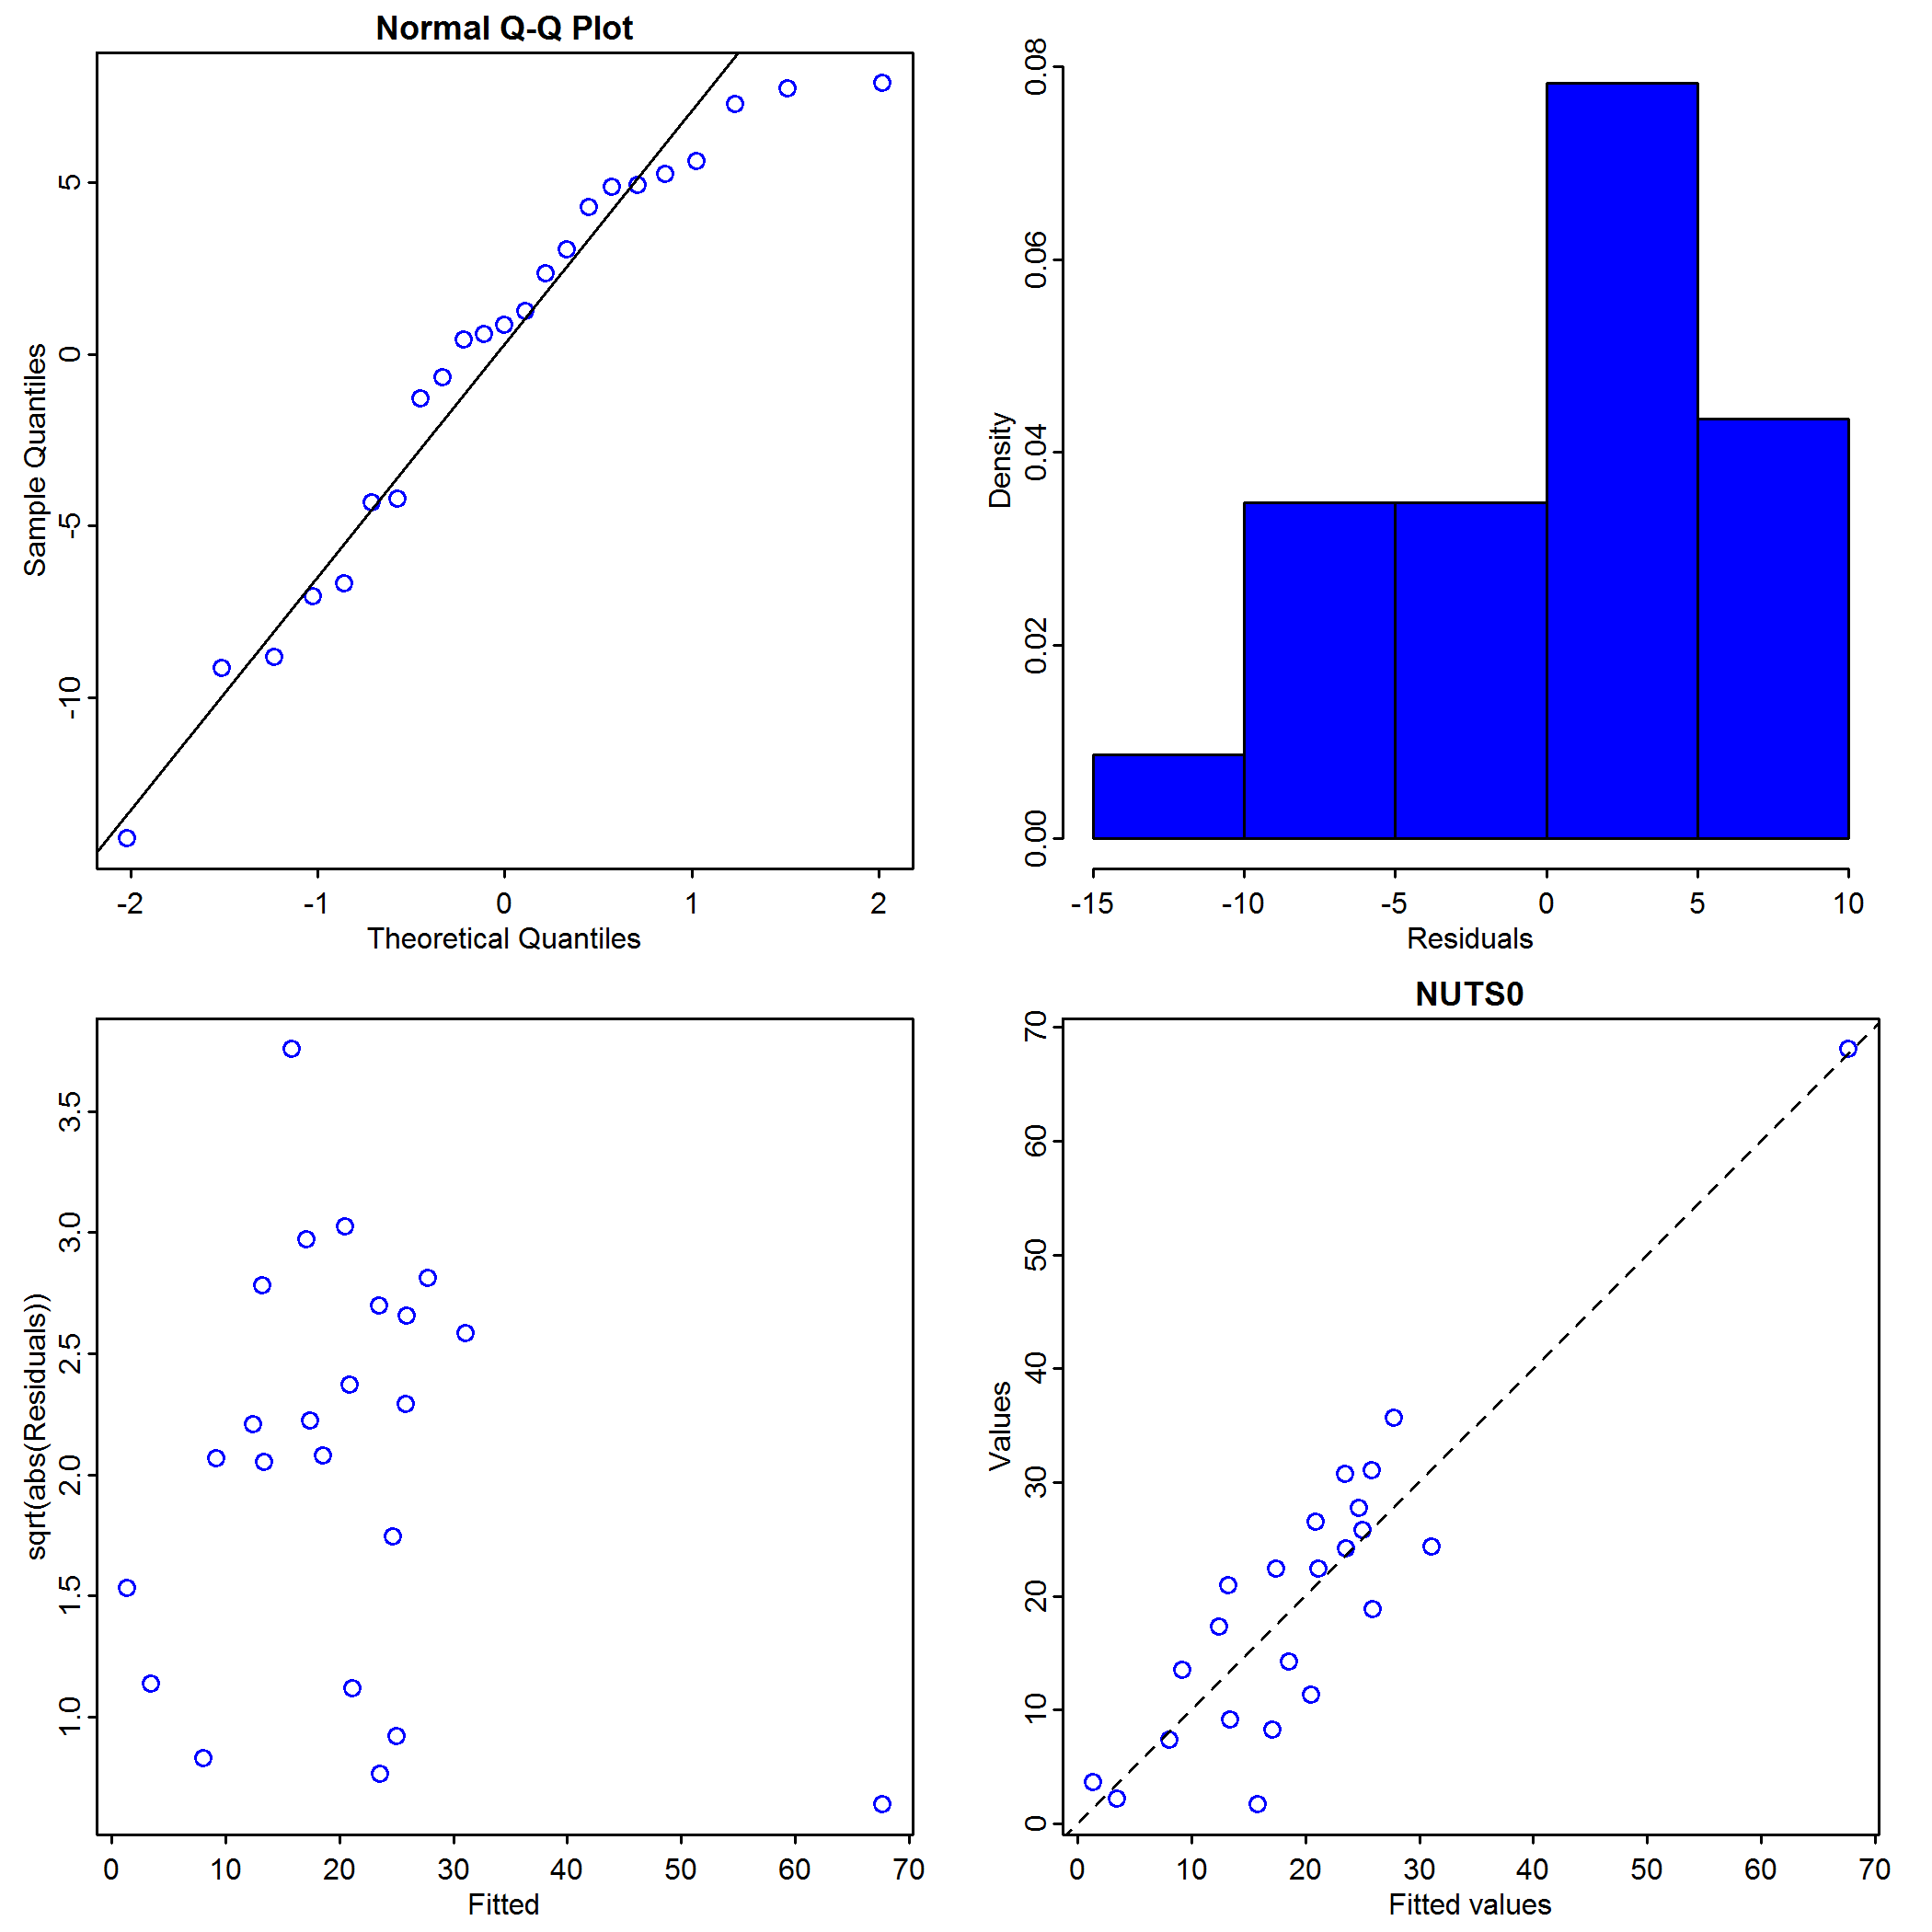 Normal Q-Q Plot
Sample Quantiles
5
0
-5
-10
-2 -1 0 1 2
Theoretical Quantiles
Density
0.08
0.06
0.04
0.02
0.00
-15 -10 -5 0 5 10
Residuals
sqrt(abs(Residuals))
3.5
3.0
2.5
2.0
1.5
1.0
0 10 20 30 40 50 60 70
Fitted
NUTS0
Values
70
60
50
40
30
20
10
0
0 10 20 30 40 50 60 70
Fitted values